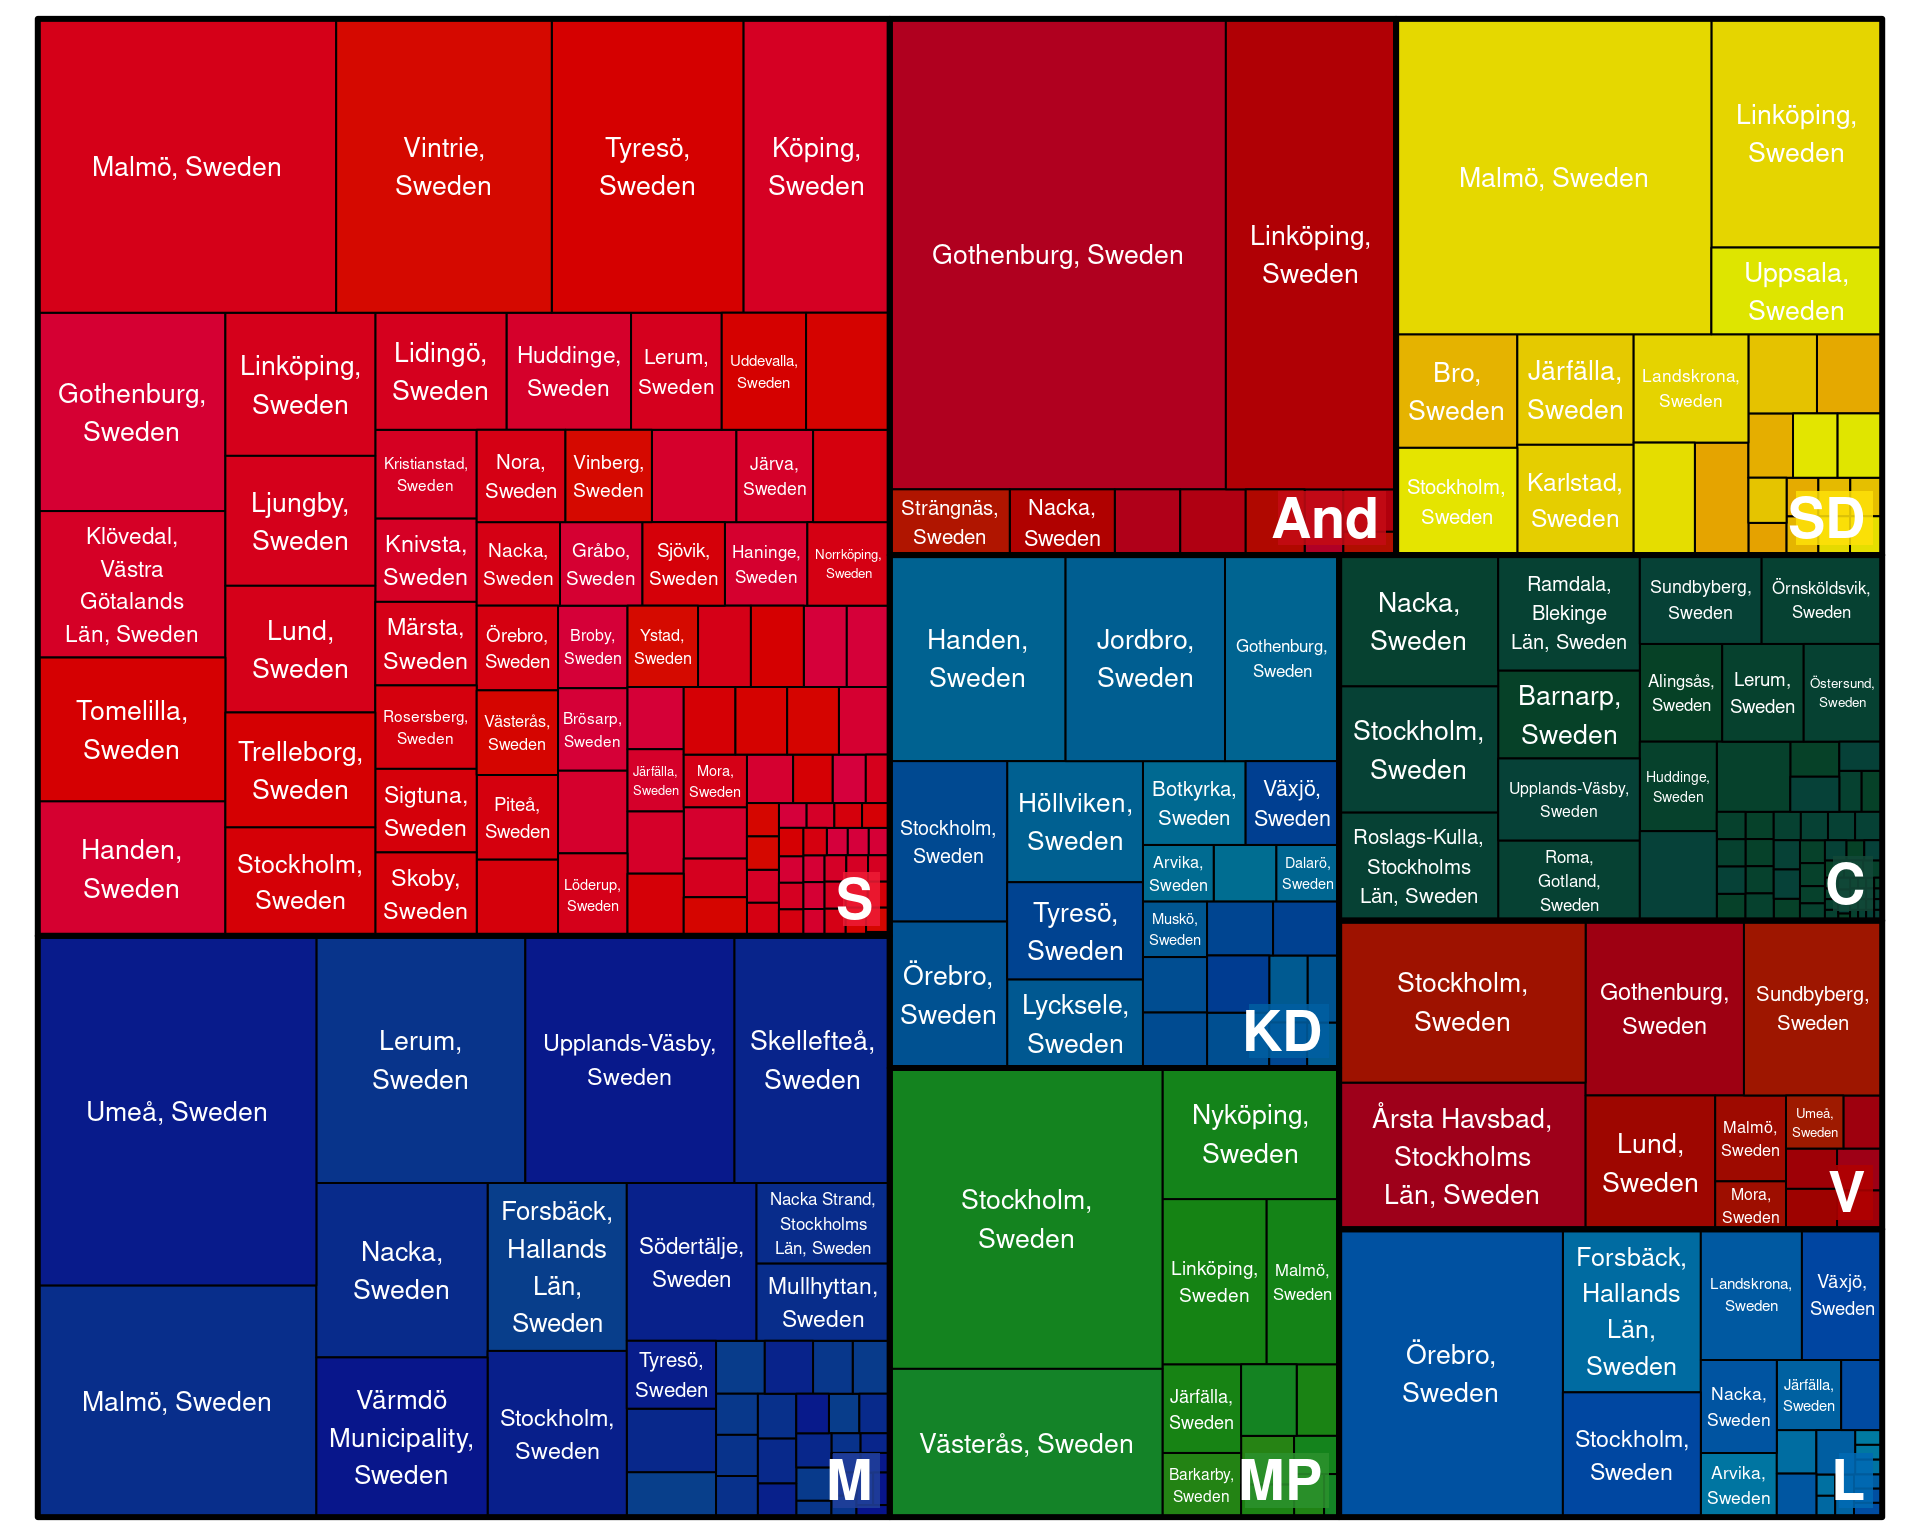 Malmö, Sweden
Vintrie,
Sweden
Tyresö,
Sweden
Köping,
Sweden
Gothenburg,
Sweden
Klövedal,
Västra
Götalands
Län, Sweden
Tomelilla,
Sweden
Handen,
Sweden
Linköping,
Sweden
Ljungby,
Sweden
Lund,
Sweden
Trelleborg,
Sweden
Stockholm,
Sweden
Lidingö,
Sweden
Huddinge,
Sweden
Lerum,
Sweden
Uddevalla,
Sweden
Kristianstad,
Sweden
Nora,
Sweden
Vinberg,
Sweden
Järva,
Sweden
Knivsta,
Sweden
Nacka,
Sweden
Gråbo,
Sweden
Sjövik,
Sweden
Haninge,
Sweden
Norrköping,
Sweden
Märsta,
Sweden
Örebro,
Sweden
Broby,
Sweden
Ystad,
Sweden
Rosersberg,
Sweden
Västerås,
Sweden
Brösarp,
Sweden
Järfälla,
Sweden
Mora,
Sweden
Sigtuna,
Sweden
Piteå,
Sweden
Skoby,
Sweden
Löderup,
Sweden
S
Gothenburg, Sweden
Linköping,
Sweden
Strängnäs,
Sweden
Nacka,
Sweden
And
Malmö, Sweden
Linköping,
Sweden
Uppsala,
Sweden
Bro,
Sweden
Järfälla,
Sweden
Landskrona,
Sweden
Stockholm,
Sweden
Karlstad,
Sweden
SD
Handen,
Sweden
Jordbro,
Sweden
Gothenburg,
Sweden
Stockholm,
Sweden
Höllviken,
Sweden
Botkyrka,
Sweden
Växjö,
Sweden
Arvika,
Sweden
Dalarö,
Sweden
Tyresö,
Sweden
Muskö,
Sweden
Örebro,
Sweden
Lycksele,
Sweden
KD
Nacka,
Sweden
Ramdala,
Blekinge
Län, Sweden
Sundbyberg,
Sweden
Örnsköldsvik,
Sweden
Stockholm,
Sweden
Barnarp,
Sweden
Alingsås,
Sweden
Lerum,
Sweden
Östersund,
Sweden
Upplands-Väsby,
Sweden
Huddinge,
Sweden
Roslags-Kulla,
Stockholms
Län, Sweden
Roma,
Gotland,
Sweden
C
Umeå, Sweden
Malmö, Sweden
Lerum,
Sweden
Upplands-Väsby,
Sweden
Skellefteå,
Sweden
Nacka,
Sweden
Forsbäck,
Hallands
Län,
Sweden
Södertälje,
Sweden
Nacka Strand,
Stockholms
Län, Sweden
Mullhyttan,
Sweden
Värmdö
Municipality,
Sweden
Stockholm,
Sweden
Tyresö,
Sweden
M
Stockholm,
Sweden
Västerås, Sweden
Nyköping,
Sweden
Linköping,
Sweden
Malmö,
Sweden
Järfälla,
Sweden
Barkarby,
Sweden
MP
Stockholm,
Sweden
Gothenburg,
Sweden
Sundbyberg,
Sweden
Årsta Havsbad,
Stockholms
Län, Sweden
Lund,
Sweden
Malmö,
Sweden
Umeå,
Sweden
Mora,
Sweden
V
Örebro,
Sweden
Forsbäck,
Hallands
Län,
Sweden
Landskrona,
Sweden
Växjö,
Sweden
Stockholm,
Sweden
Nacka,
Sweden
Järfälla,
Sweden
Arvika,
Sweden
L